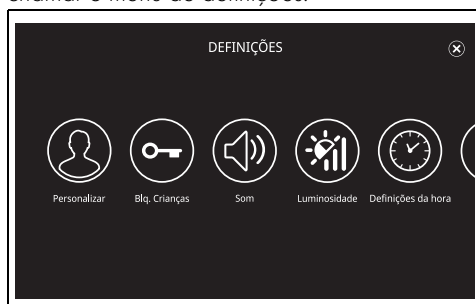 chamar o menu de definições.
DEFINIÇÕES
Personalizar Blq. Crianças Som Luminosidade Definições da hora